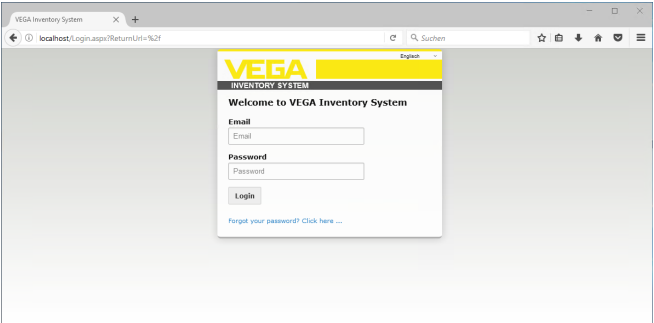 VEGA Inventory System
localhost/Login.aspx?ReturnUrl=%2f
Suchen
Englisch
VEGA
INVENTORY SYSTEM
Welcome to VEGA Inventory System
Email
Email
Password
Password
Login
Forgot your password? Click here ...